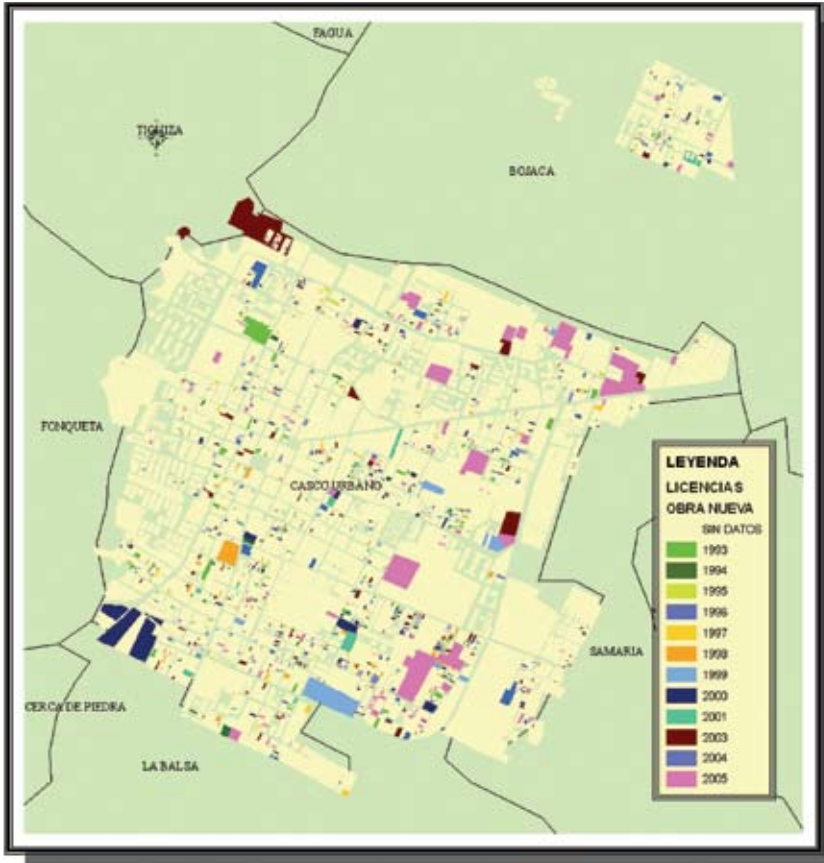 FAGUA
TIQUIZA
BOJACA
FONQUETA
CASCO URBANO
SAMARIA
CERCA DE PIEDRA
LA BALSA
LEYENDA
LICENCIAS
OBRA NUEVA
SIN DATOS
1993
1994
1995
1996
1997
1998
1999
2000
2001
2003
2004
2005